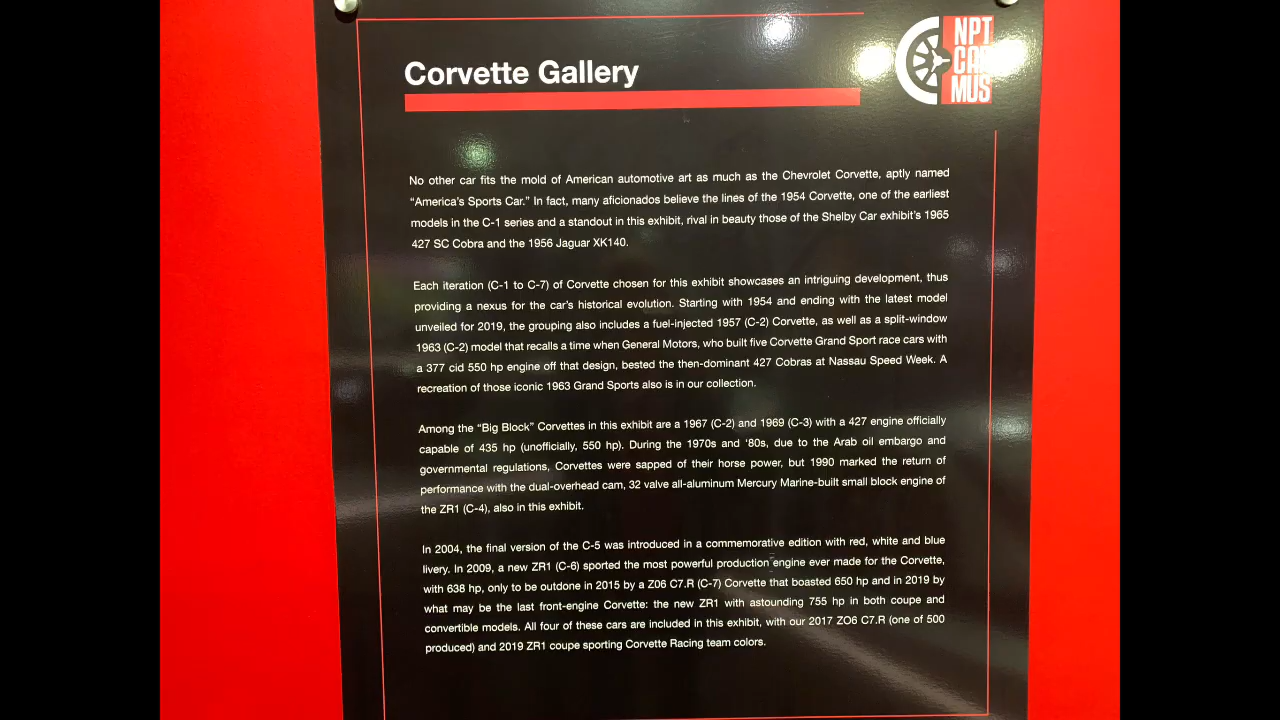 NPT
CAR
MUS
Corvette Gallery
No other car fits the mold of American automotive art as much as the Chevrolet Corvette, aptly named
“America’s Sports Car.” In fact, many aficionados believe the lines of the 1954 Corvette, one of the earliest
models in the C-1 series and a standout in this exhibit, rival in beauty those of the Shelby Car exhibit’s 1965
427 SC Cobra and the 1956 Jaguar XK140.
Each iteration (C-1 to C-7) of Corvette chosen for this exhibit showcases an intriguing development, thus
providing a nexus for the car’s historical evolution. Starting with 1954 and ending with the latest model
unveiled for 2019, the grouping also includes a fuel-injected 1957 (C-2) Corvette, as well as a split-window
1963 (C-2) model that recalls a time when General Motors, who built five Corvette Grand Sport race cars with
a 377 cid 550 hp engine off that design, bested the then-dominant 427 Cobras at Nassau Speed Week. A
recreation of those iconic 1963 Grand Sports also is in our collection.
Among the “Big Block” Corvettes in this exhibit are a 1967 (C-2) and 1969 (C-3) with a 427 engine officially
capable of 435 hp (unofficially, 550 hp). During the 1970s and ’80s, due to the Arab oil embargo and
governmental regulations, Corvettes were sapped of their horse power, but 1990 marked the return of
performance with the dual-overhead cam, 32 valve all-aluminum Mercury Marine-built small block engine of
the ZR1 (C-4), also in this exhibit.
In 2004, the final version of the C-5 was introduced in a commemorative edition with red, white and blue
livery. In 2009, a new ZR1 (C-6) sported the most powerful production engine ever made for the Corvette,
with 638 hp, only to be outdone in 2015 by a Z06 C7.R (C-7) Corvette that boasted 650 hp and in 2019 by
what may be the last front-engine Corvette: the new ZR1 with astounding 755 hp in both coupe and
convertible models. All four of these cars are included in this exhibit, with our 2017 ZO6 C7.R (one of 500
produced) and 2019 ZR1 coupe sporting Corvette Racing team colors.